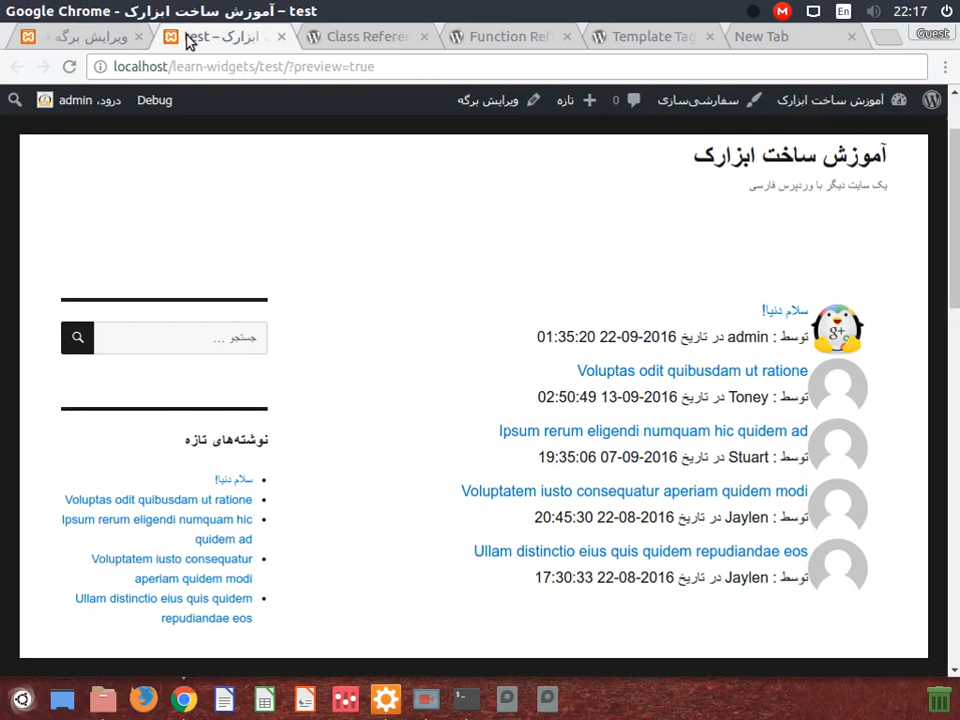 Google Chrome - آموزش ساخت ابزارک – test
En
22:17
ویرایش برگه
test – ابزارک
Class Referen
Function Ref
Template Tag
New Tab
Guest
localhost/learn-widgets/test/?preview=true
درود، admin
Debug
ویرایش برگه
تازه
0
سفارشی‌سازی
آموزش ساخت ابزارک
آموزش ساخت ابزارک
یک سایت دیگر با وردپرس فارسی
سلام دنیا!
توسط : admin در تاریخ 22-09-2016 01:35:20
Voluptas odit quibusdam ut ratione
توسط : Toney در تاریخ 13-09-2016 02:50:49
Ipsum rerum eligendi numquam hic quidem ad
توسط : Stuart در تاریخ 07-09-2016 19:35:06
Voluptatem iusto consequatur aperiam quidem modi
توسط : Jaylen در تاریخ 22-08-2016 20:45:30
Ullam distinctio eius quis quidem repudiandae eos
توسط : Jaylen در تاریخ 22-08-2016 17:30:33
g+
جستجو …
نوشته‌های تازه
سلام دنیا!
Voluptas odit quibusdam ut ratione
Ipsum rerum eligendi numquam hic
quidem ad
Voluptatem iusto consequatur
aperiam quidem modi
Ullam distinctio eius quis quidem
repudiandae eos